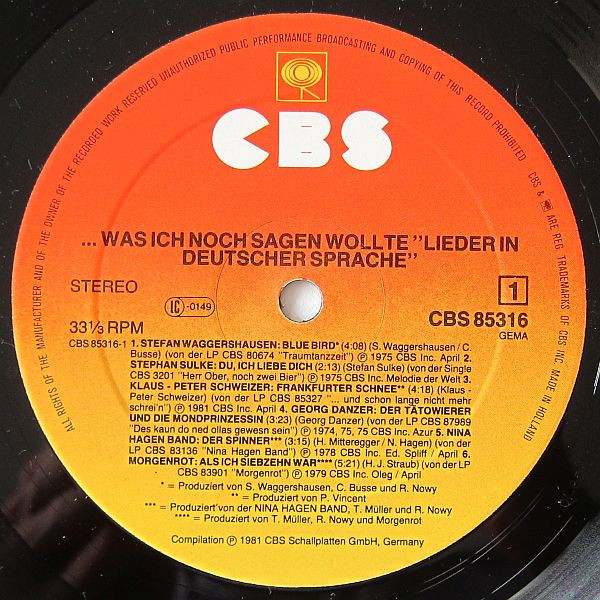 ALL RIGHTS OF THE MANUFACTURER AND OF THE OWNER OF THE RECORDED WORK RESERVED UNAUTHORIZED PUBLIC PERFORMANCE BROADCASTING AND COPYING OF THIS RECORD PROHIBITED
CBS & ARE REG. TRADEMARKS OF CBS INC. MADE IN HOLLAND
CBS
... WAS ICH NOCH SAGEN WOLLTE "LIEDER IN
DEUTSCHER SPRACHE"
STEREO
IC -0149
1
33⅓ RPM
CBS 85316
GEMA
CBS 85316-1 1. STEFAN WAGGERSHAUSEN: BLUE BIRD* (4:08) (S. Waggershausen / C.
Busse) (von der LP CBS 80674 "Traumtanzzeit") ℗ 1975 CBS Inc. April 2.
STEPHAN SULKE: DU, ICH LIEBE DICH (2:13) (Stefan Sulke) (von der Single
CBS 3201 "Herr Ober, noch zwei Bier") ℗ 1975 CBS Inc. Melodie der Welt 3.
KLAUS - PETER SCHWEIZER: FRANKFURTER SCHNEE** (4:18) (Klaus -
Peter Schweizer) (von der LP CBS 85327 "... und schon lange nicht mehr
schrei'n") ℗ 1981 CBS Inc. April 4. GEORG DANZER: DER TÄTOWIERER
UND DIE MONDPRINZESSIN (3:23) (Georg Danzer) (von der LP CBS 87989
"Des kaun do ned ollas gewesn sein") ℗ 1974, 75, 75 CBS Inc. Azur 5. NINA
HAGEN BAND: DER SPINNER*** (3:15) (H. Mitteregger / N. Hagen) (von der
LP CBS 83136 "Nina Hagen Band") ℗ 1978 CBS Inc. Ed. Spliff / April 6.
MORGENROT: ALS ICH SIEBZEHN WAR**** (5:21) (H. J. Straub) (von der LP
CBS 83901 "Morgenrot") ℗ 1979 CBS Inc. Oleg / April
* = Produziert von S. Waggershausen, C. Busse und R. Nowy
** = Produziert von P. Vincent
*** = Produziert von der NINA HAGEN BAND, T. Müller und R. Nowy
**** = Produziert von T. Müller, R. Nowy und Morgenrot
Compilation ℗ 1981 CBS Schallplatten GmbH, Germany